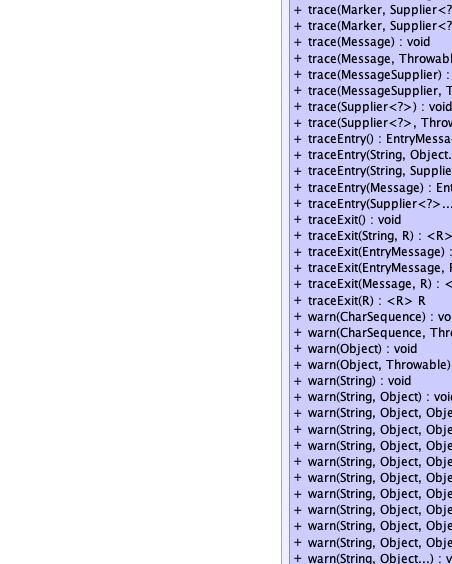 + trace(Marker, Supplier<?
+ trace(Marker, Supplier<?
+ trace(Message) : void
+ trace(Message, Throwabl
+ trace(MessageSupplier) :
+ trace(MessageSupplier, T
+ trace(Supplier<?>) : void
+ trace(Supplier<?>, Throw
+ traceEntry() : EntryMessa
+ traceEntry(String, Object.
+ traceEntry(String, Supplie
+ traceEntry(Message) : Ent
+ traceEntry(Supplier<?>...
+ traceExit() : void
+ traceExit(String, R) : <R>
+ traceExit(EntryMessage) :
+ traceExit(EntryMessage, R
+ traceExit(Message, R) : <
+ traceExit(R) : <R> R
+ warn(CharSequence) : vo
+ warn(CharSequence, Thr
+ warn(Object) : void
+ warn(Object, Throwable)
+ warn(String) : void
+ warn(String, Object) : voi
+ warn(String, Object, Obje
+ warn(String, Object, Obje
+ warn(String, Object, Obje
+ warn(String, Object, Obje
+ warn(String, Object, Obje
+ warn(String, Object, Obje
+ warn(String, Object, Obje
+ warn(String, Object, Obje
+ warn(String, Object, Obje
+ warn(String, Object...) : v